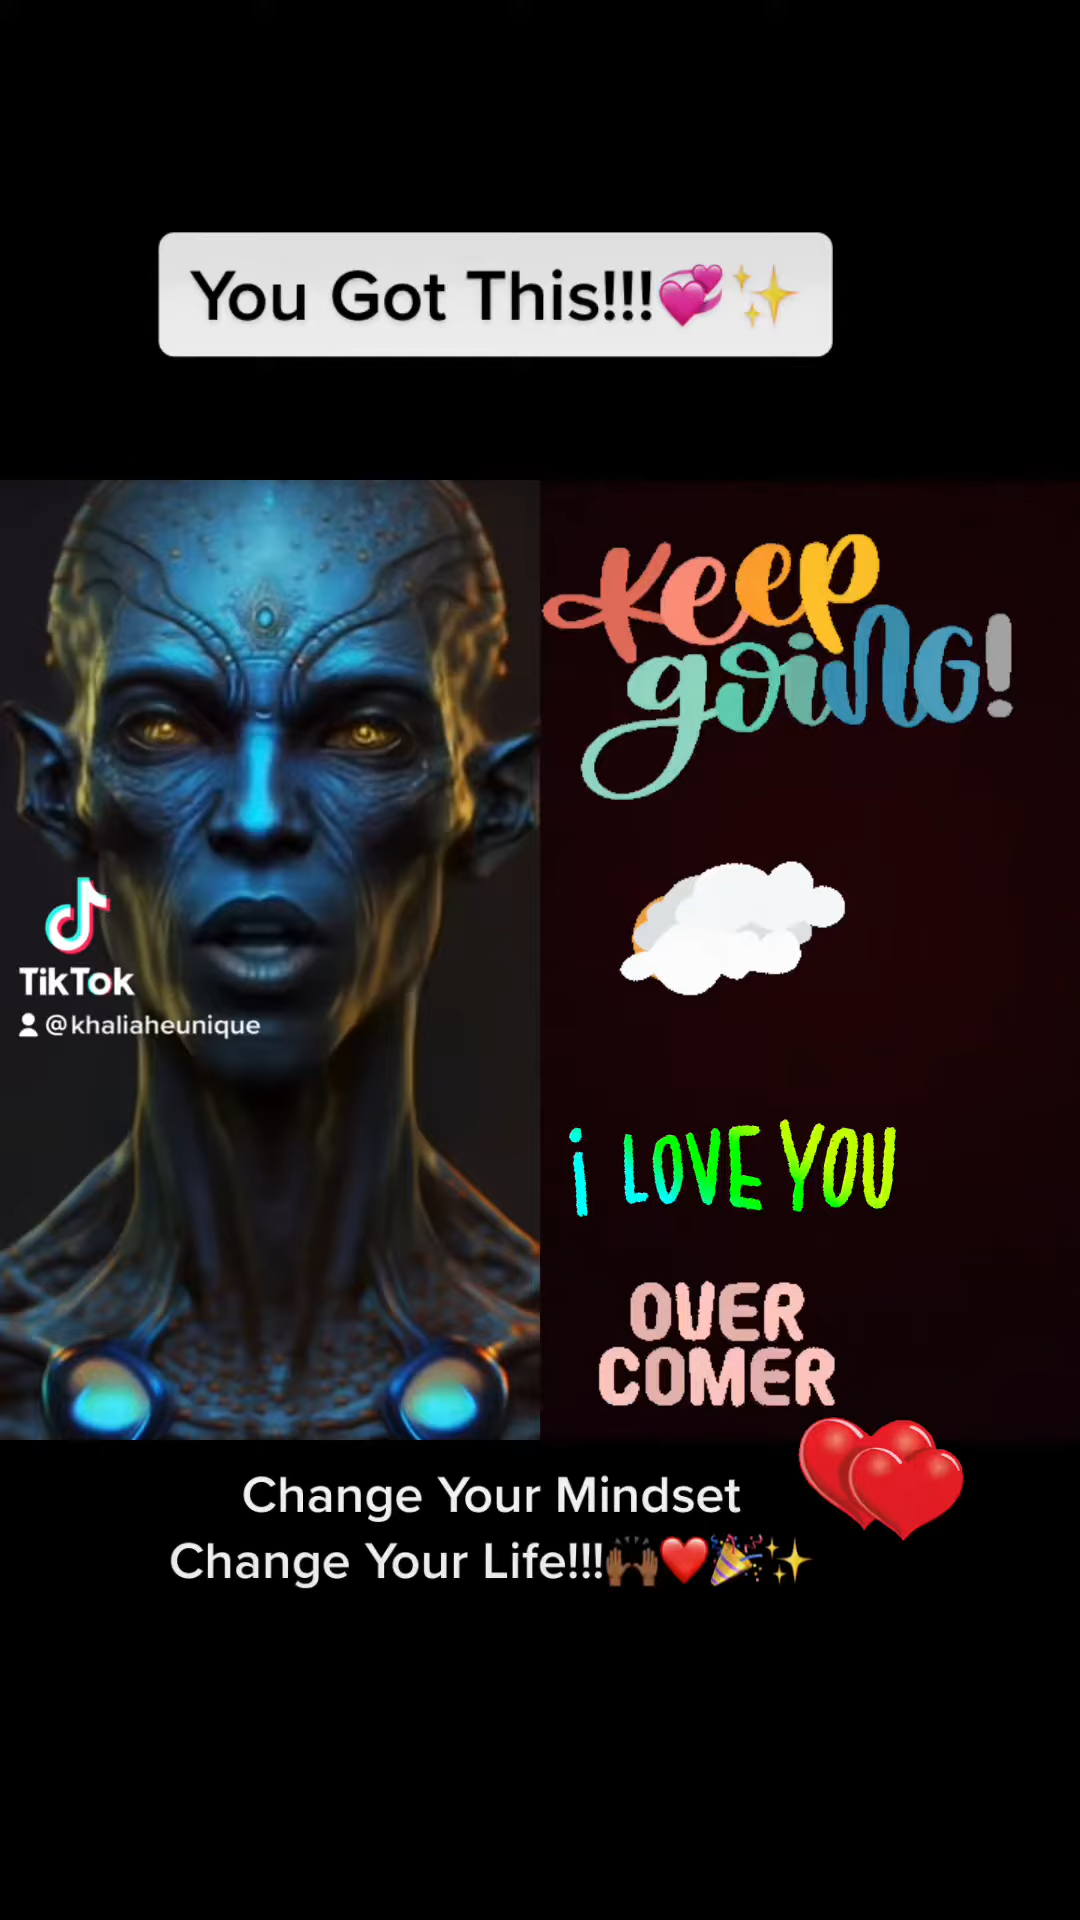 You Got This!!!💞✨
Keep
going!
TikTok
@khaliaheunique
i LOVE YOU
OVER
COMER
Change Your Mindset
Change Your Life!!!🙌🏾❤️🎉✨